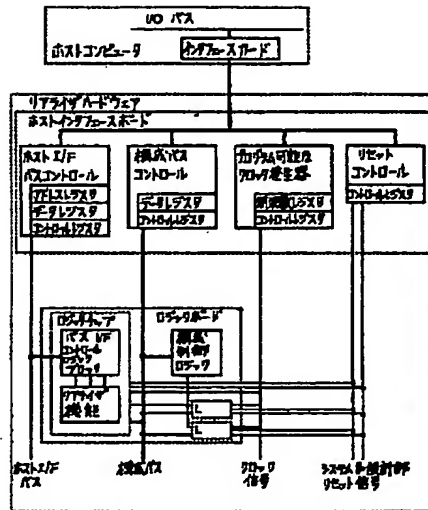 I/O バス
ホストコンピュータ
インタフェースカード
リアライザハードウェア
ホストインタフェースボード
ホストI/F
バスコントロール
アドレスレジスタ
データレジスタ
コントロールレジスタ
構成バス
コントロール
データレジスタ
コントロールレジスタ
プログラム可能な
クロック発生器
周波数レジスタ
コントロールレジスタ
リセット
コントロール
コントロールレジスタ
ロジックチップ
バス I/F
コントロール
ロジック
ブロック
リアライザ
機能
ロジックボード
構成
制御
ロジック
L
L
ホストI/F
バス
構成バス
クロック
信号
システム&設計部
リセット信号